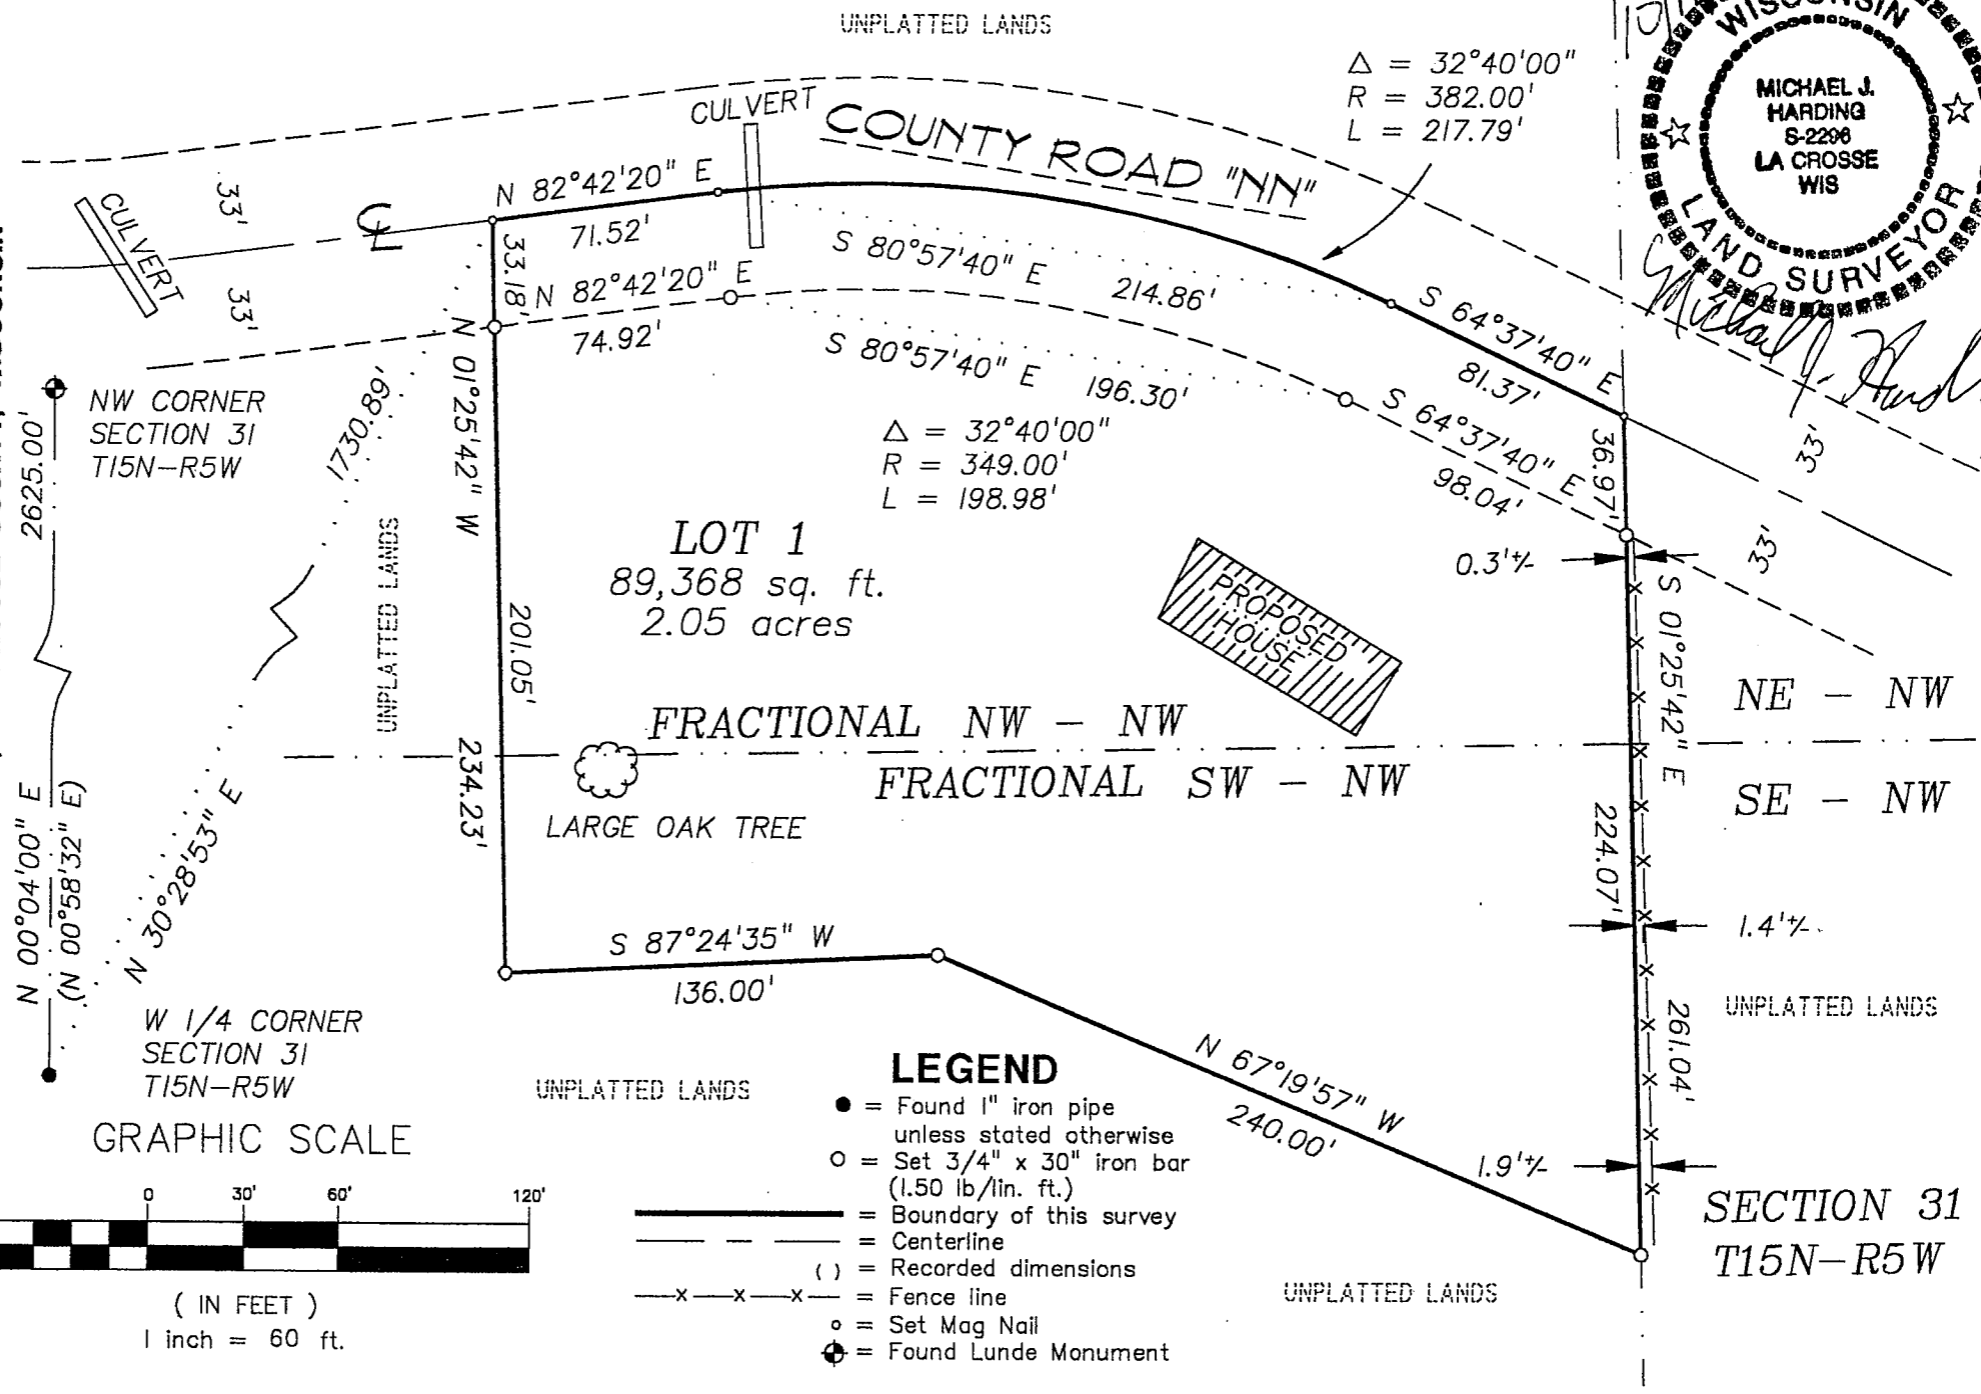 UNPLATTED LANDS
WISCONSIN
MICHAEL J.
HARDING
S-2296
LA CROSSE
WIS
LAND SURVEYOR
Michael J.
Δ = 32°40'00"
R = 382.00'
L = 217.79'
CULVERT
COUNTY ROAD "NN"
CULVERT
33'
33'
℄
N 82°42'20" E
71.52'
33.18'
N 82°42'20" E
74.92'
S 80°57'40" E
214.86'
S 80°57'40" E
196.30'
S 64°37'40" E
81.37'
S 64°37'40" E
98.04'
36.97'
33'
33'
Δ = 32°40'00"
R = 349.00'
L = 198.98'
NW CORNER
SECTION 31
T15N-R5W
2625.00'
1730.89'
N 01°25'42" W
UNPLATTED LANDS
LOT 1
89,368 sq. ft.
2.05 acres
201.05'
234.23'
PROPOSED
HOUSE
0.3'+/-
S 01°25'42" E
NE - NW
FRACTIONAL NW - NW
FRACTIONAL SW - NW
SE - NW
LARGE OAK TREE
224.07'
1.4'+/-
N 00°04'00" E
(N 00°58'32" E)
N 30°28'53" E
S 87°24'35" W
136.00'
W 1/4 CORNER
SECTION 31
T15N-R5W
UNPLATTED LANDS
261.04'
UNPLATTED LANDS
N 67°19'57" W
240.00'
1.9'+/-
SECTION 31
T15N-R5W
UNPLATTED LANDS
GRAPHIC SCALE
0 30' 60' 120'
( IN FEET )
1 inch = 60 ft.
LEGEND
● = Found 1" iron pipe
unless stated otherwise
○ = Set 3/4" x 30" iron bar
(1.50 lb/lin. ft.)
= Boundary of this survey
= Centerline
( ) = Recorded dimensions
x x x = Fence line
o = Set Mag Nail
= Found Lunde Monument